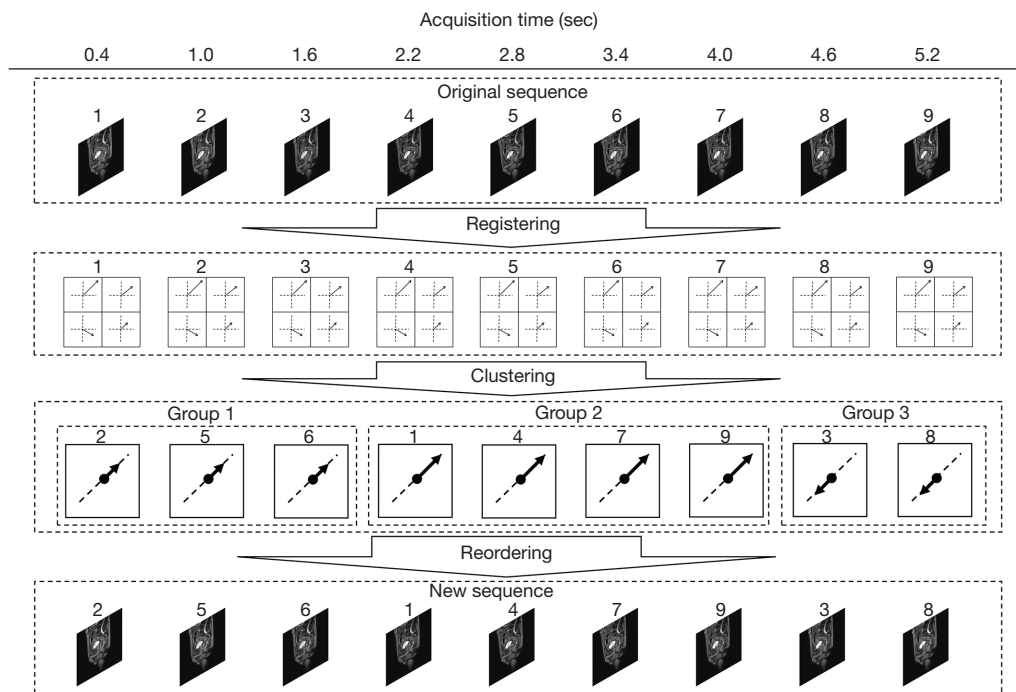 Acquisition time (sec)
0.4 1.0 1.6 2.2 2.8 3.4 4.0 4.6 5.2
Original sequence
1 2 3 4 5 6 7 8 9
Registering
1 2 3 4 5 6 7 8 9
Clustering
Group 1 Group 2 Group 3
2 5 6 1 4 7 9 3 8
Reordering
New sequence
2 5 6 1 4 7 9 3 8